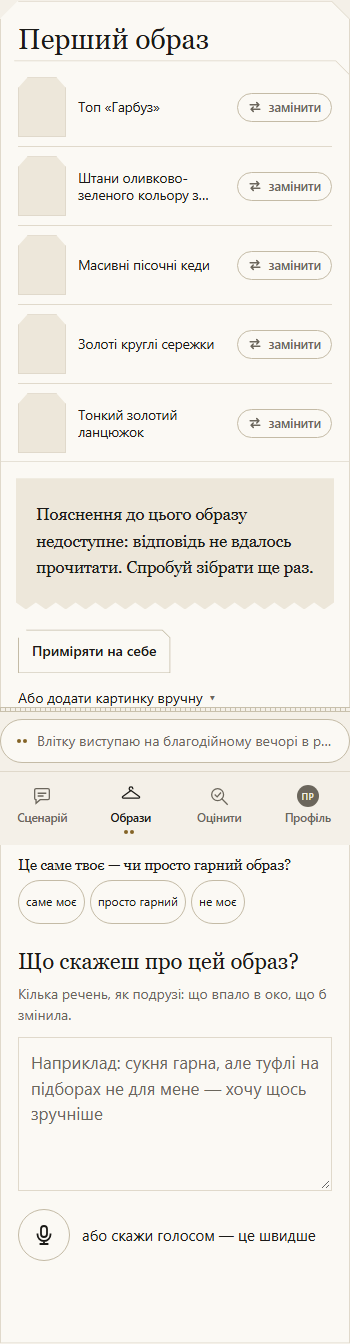 Перший образ
Топ «Гарбуз»
замінити
Штани оливково-
зеленого кольору з...
замінити
Масивні пісочні кеди
замінити
Золоті круглі сережки
замінити
Тонкий золотий
ланцюжок
замінити
Пояснення до цього образу
недоступне: відповідь не вдалось
прочитати. Спробуй зібрати ще раз.
Приміряти на себе
Або додати картинку вручну
Влітку виступаю на благодійному вечорі в р...
Сценарій
Образи
Оцінити
ПР
Профіль
Це саме твоє — чи просто гарний образ?
саме моє
просто гарний
не моє
Що скажеш про цей образ?
Кілька речень, як подрузі: що впало в око, що б
змінила.
Наприклад: сукня гарна, але туфлі на
підборах не для мене — хочу щось
зручніше
або скажи голосом — це швидше